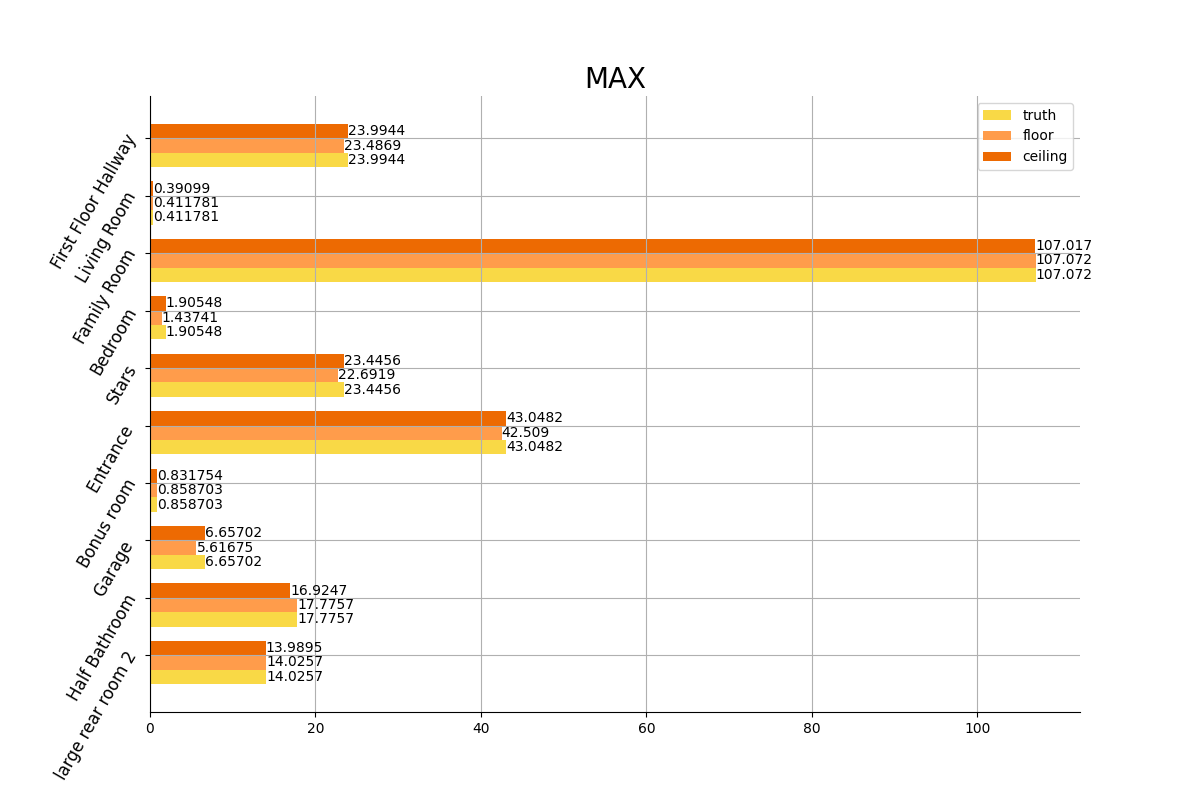 MAX
truth
floor
ceiling
First Floor Hallway
23.9944
23.4869
23.9944
Living Room
0.39099
0.411781
0.411781
Family Room
107.017
107.072
107.072
Bedroom
1.90548
1.43741
1.90548
Stars
23.4456
22.6919
23.4456
Entrance
43.0482
42.509
43.0482
Bonus room
0.831754
0.858703
0.858703
Garage
6.65702
5.61675
6.65702
Half Bathroom
16.9247
17.7757
17.7757
large rear room 2
13.9895
14.0257
14.0257
0 20 40 60 80 100